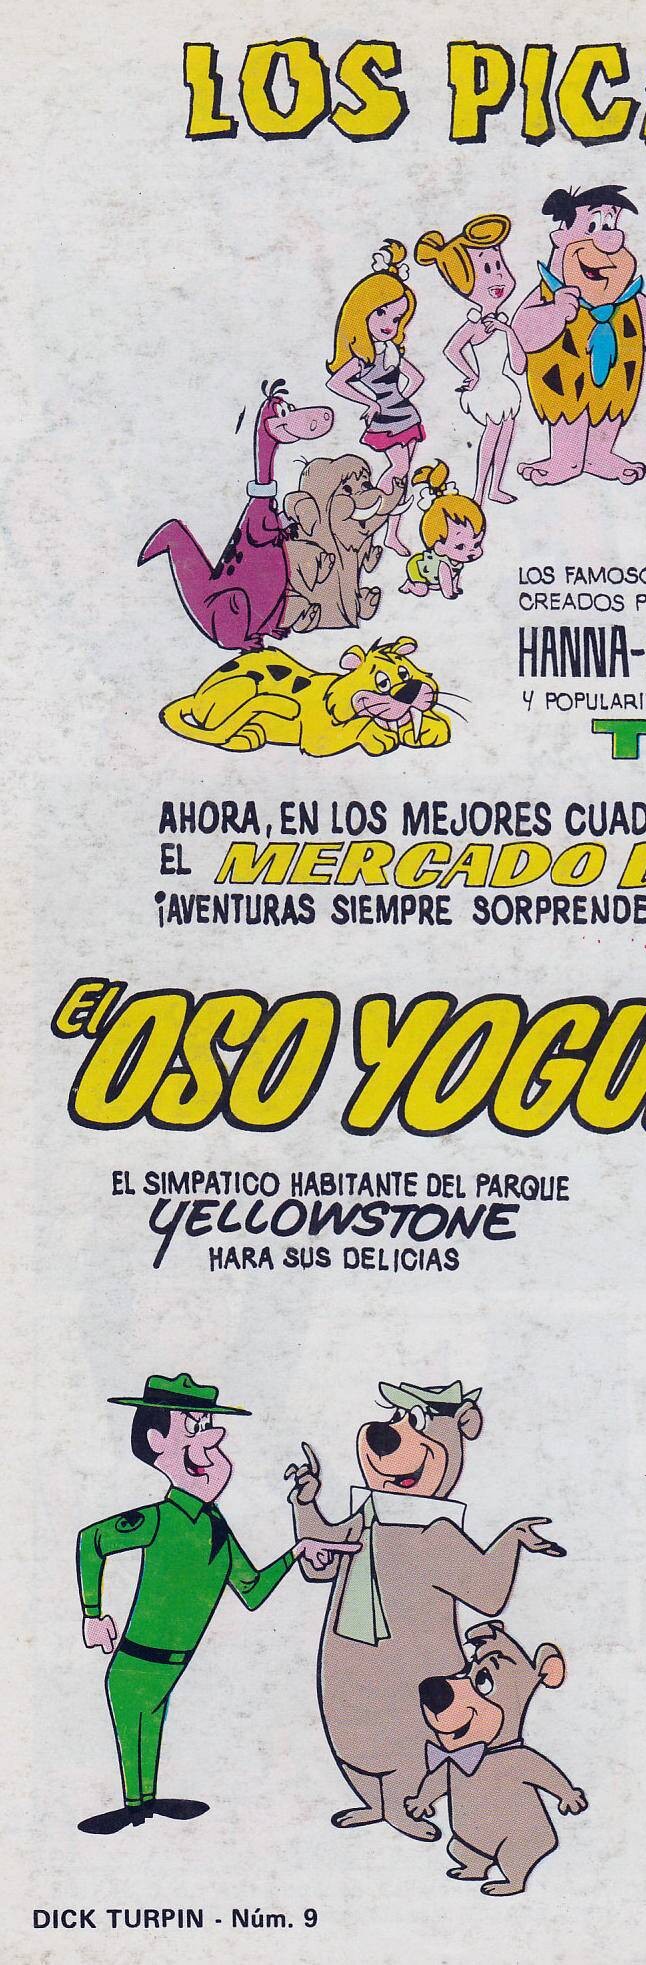 LOS PIC
LOS FAMOSO
CREADOS P
HANNA-
Y POPULARI
T
AHORA, EN LOS MEJORES CUAD
EL MERCADO D
¡AVENTURAS SIEMPRE SORPRENDE
El OSO YOGU
EL SIMPATICO HABITANTE DEL PARQUE
YELLOWSTONE
HARA SUS DELICIAS
DICK TURPIN - Núm. 9